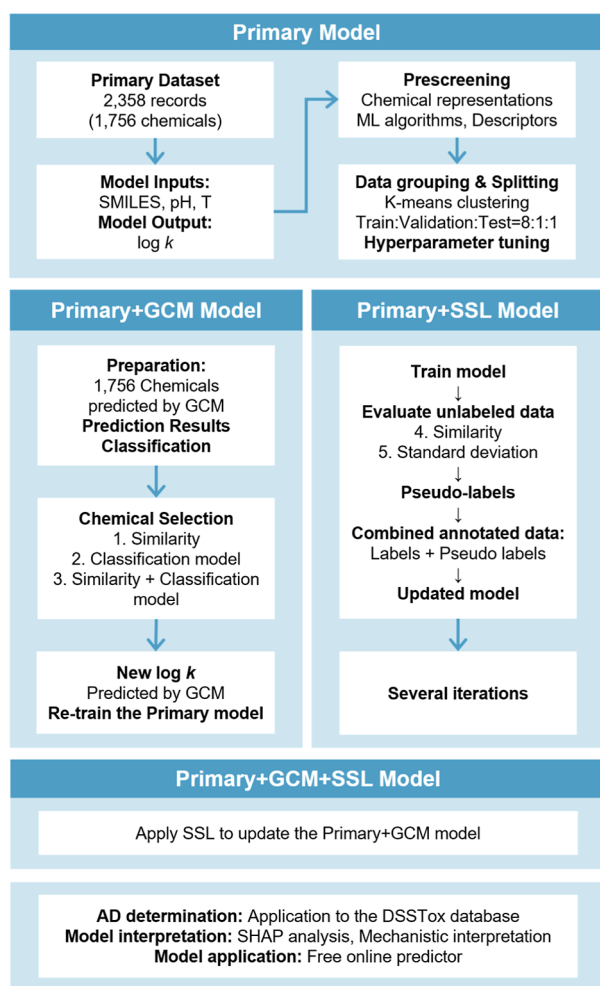 Primary Model
Primary Dataset
2,358 records
(1,756 chemicals)
Model Inputs:
SMILES, pH, T
Model Output:
log k
Prescreening
Chemical representations
ML algorithms, Descriptors
Data grouping & Splitting
K-means clustering
Train:Validation:Test=8:1:1
Hyperparameter tuning
Primary+GCM Model
Preparation:
1,756 Chemicals
predicted by GCM
Prediction Results
Classification
Chemical Selection
1. Similarity
2. Classification model
3. Similarity + Classification
model
New log k
Predicted by GCM
Re-train the Primary model
Primary+SSL Model
Train model
↓
Evaluate unlabeled data
4. Similarity
5. Standard deviation
↓
Pseudo-labels
↓
Combined annotated data:
Labels + Pseudo labels
↓
Updated model
Several iterations
Primary+GCM+SSL Model
Apply SSL to update the Primary+GCM model
AD determination: Application to the DSSTox database
Model interpretation: SHAP analysis, Mechanistic interpretation
Model application: Free online predictor